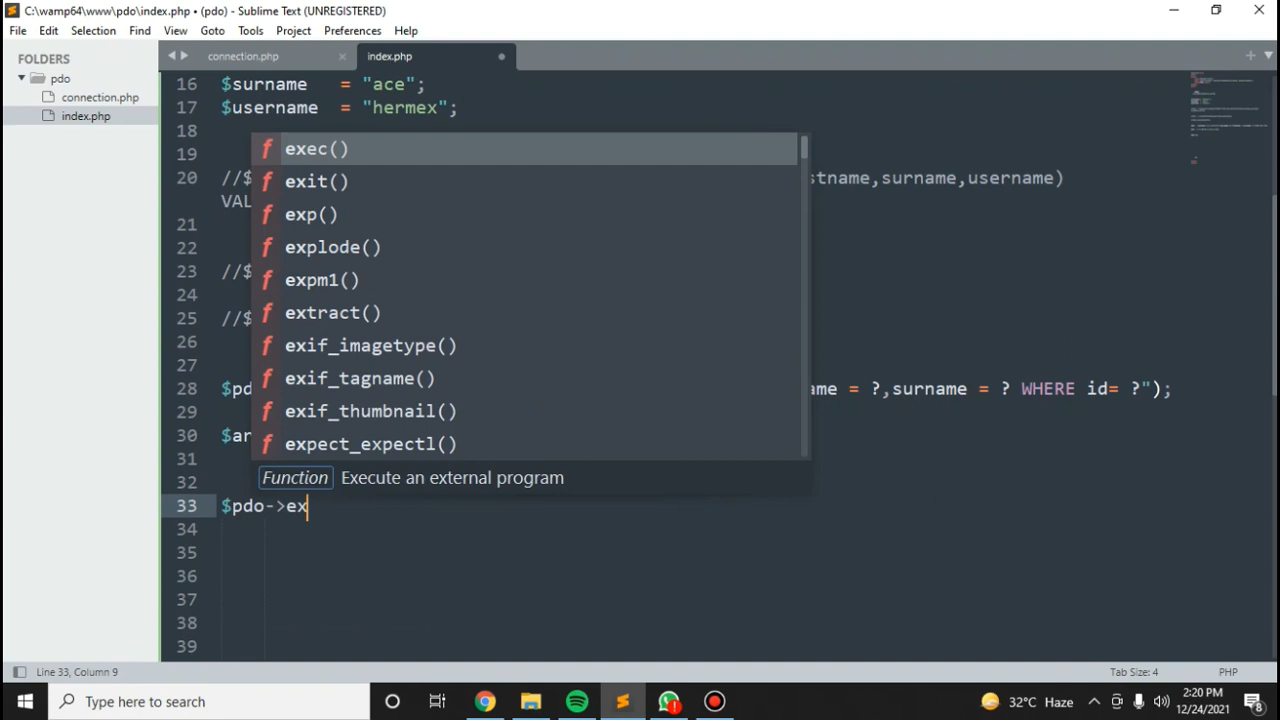 C:\wamp64\www\pdo\index.php • (pdo) - Sublime Text (UNREGISTERED)
File Edit Selection Find View Goto Tools Project Preferences Help
FOLDERS
pdo
connection.php
index.php
connection.php × index.php
16 $surname = "ace";
17 $username = "hermex";
18
19
20 //$ stname,surname,username)
VAL
21
22
23 //$
24
25 //$
26
27
28 $pd ame = ?,surname = ? WHERE id= ?");
29
30 $ar
31
32
33 $pdo->ex
34
35
36
37
38
39
f exec()
f exit()
f exp()
f explode()
f expm1()
f extract()
f exif_imagetype()
f exif_tagname()
f exif_thumbnail()
f expect_expectl()
Function Execute an external program
Line 33, Column 9 Tab Size: 4 PHP
Type here to search 32°C Haze 2:20 PM
12/24/2021 8